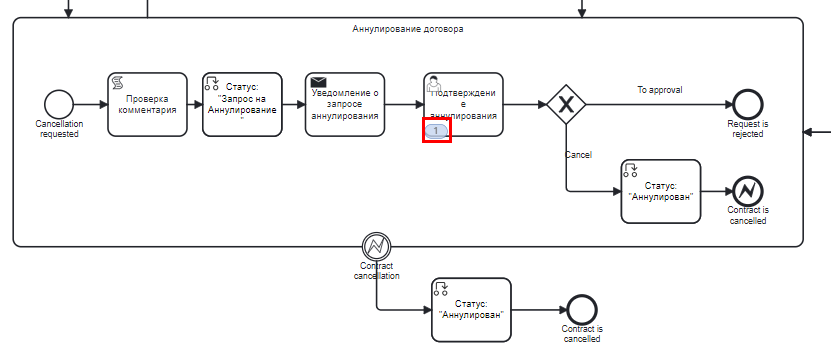 Аннулирование договора
Cancellation
requested
Проверка
комментария
Статус:
"Запрос на
Аннулирование
"
Уведомление о
запросе
аннулирования
Подтверждени
е
аннулирования
1
To approval
Request is
rejected
Cancel
Статус:
"Аннулирован"
Contract is
cancelled
Contract
cancellation
Статус:
"Аннулирован"
Contract is
cancelled